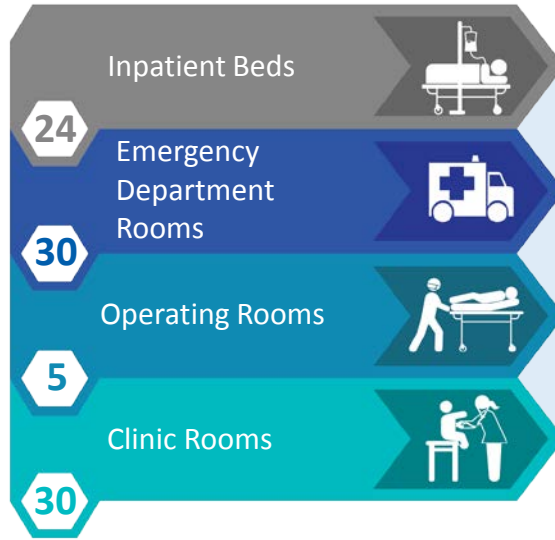 Inpatient Beds
24
Emergency
Department
Rooms
30
Operating Rooms
5
Clinic Rooms
30